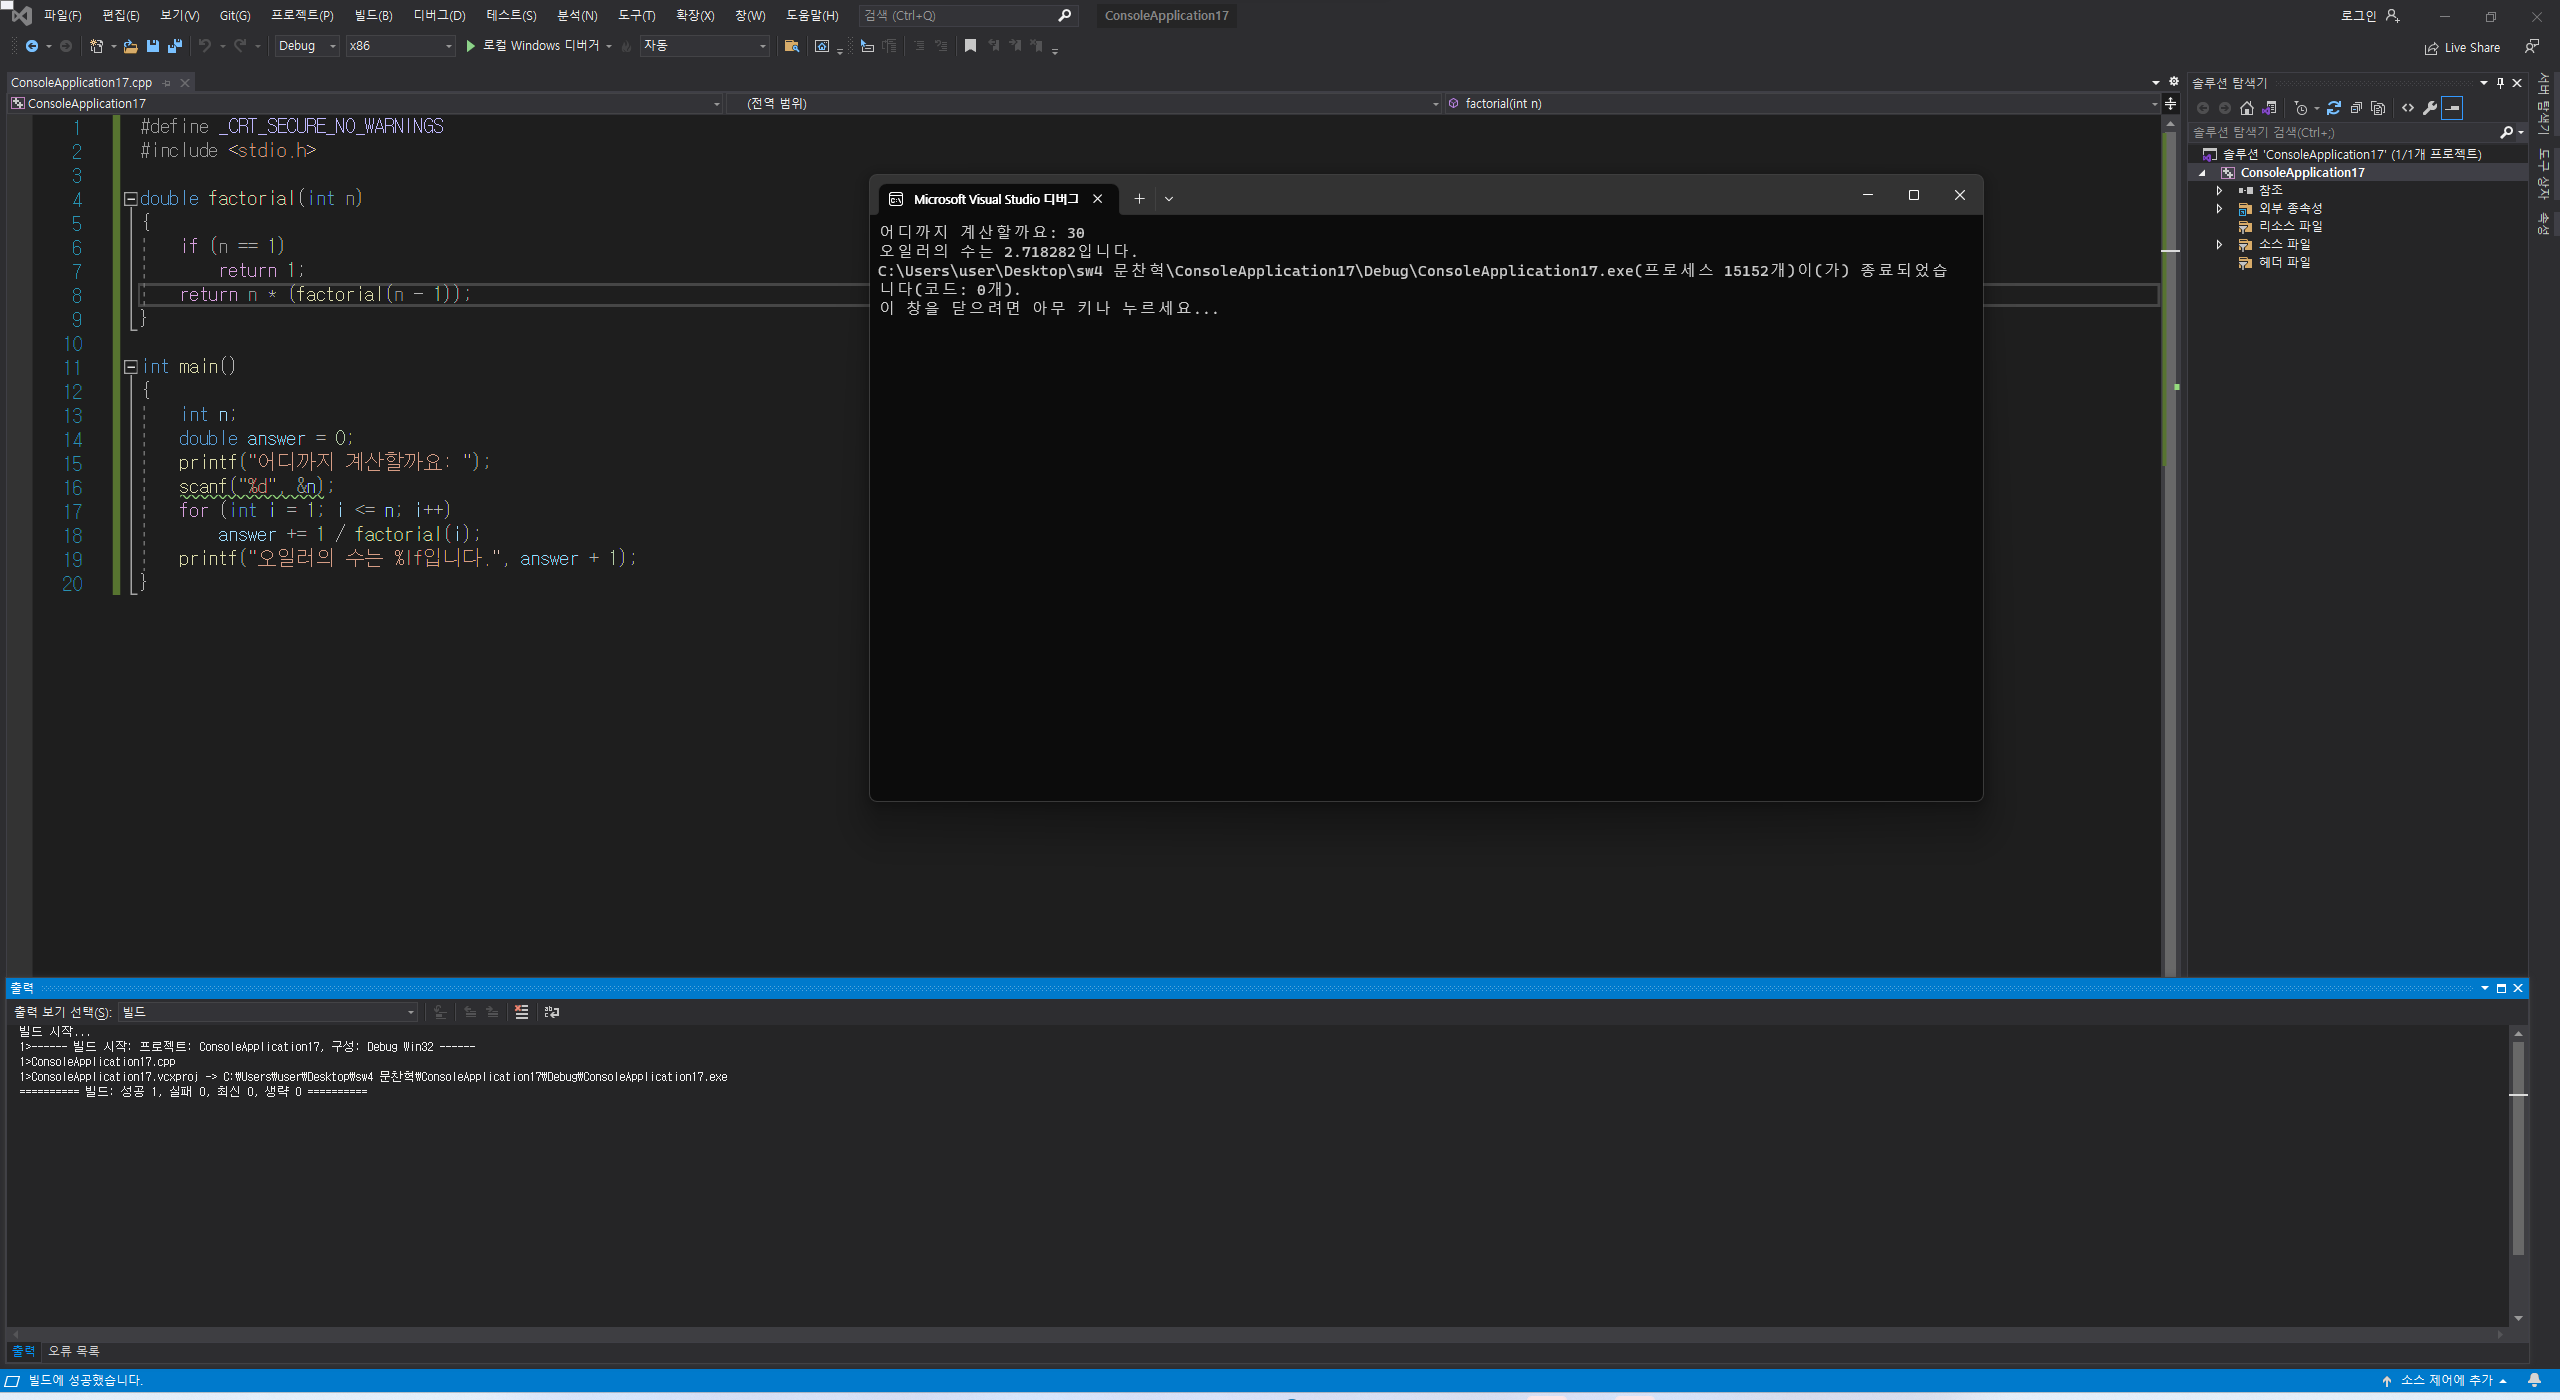 파일(F) 편집(E) 보기(V) Git(G) 프로젝트(P) 빌드(B) 디버그(D) 테스트(S) 분석(N) 도구(T) 확장(X) 창(W) 도움말(H) 검색 (Ctrl+Q) ConsoleApplication17 로그인
Debug x86 로컬 Windows 디버거 자동 Live Share
ConsoleApplication17.cpp
ConsoleApplication17 (전역 범위) factorial(int n)
1 #define _CRT_SECURE_NO_WARNINGS
2 #include <stdio.h>
3
4 double factorial(int n)
5 {
6 if (n == 1)
7 return 1;
8 return n * (factorial(n - 1));
9 }
10
11 int main()
12 {
13 int n;
14 double answer = 0;
15 printf("어디까지 계산할까요: ");
16 scanf("%d", &n);
17 for (int i = 1; i <= n; i++)
18 answer += 1 / factorial(i);
19 printf("오일러의 수는 %lf입니다.", answer + 1);
20 }
Microsoft Visual Studio 디버그
어디까지 계산할까요: 30
오일러의 수는 2.718282입니다.
C:\Users\user\Desktop\sw4 문찬혁\ConsoleApplication17\Debug\ConsoleApplication17.exe(프로세스 15152개)이(가) 종료되었습
니다(코드: 0개).
이 창을 닫으려면 아무 키나 누르세요...
솔루션 탐색기
솔루션 탐색기 검색(Ctrl+;)
솔루션 'ConsoleApplication17' (1/1개 프로젝트)
ConsoleApplication17
참조
외부 종속성
리소스 파일
소스 파일
헤더 파일
서버 탐색기
도구 상자
속성
출력
출력 보기 선택(S): 빌드
빌드 시작...
1>------ 빌드 시작: 프로젝트: ConsoleApplication17, 구성: Debug Win32 ------
1>ConsoleApplication17.cpp
1>ConsoleApplication17.vcxproj -> C:₩Users₩user₩Desktop₩sw4 문찬혁₩ConsoleApplication17₩Debug₩ConsoleApplication17.exe
========== 빌드: 성공 1, 실패 0, 최신 0, 생략 0 ==========
출력 오류 목록
빌드에 성공했습니다. 소스 제어에 추가